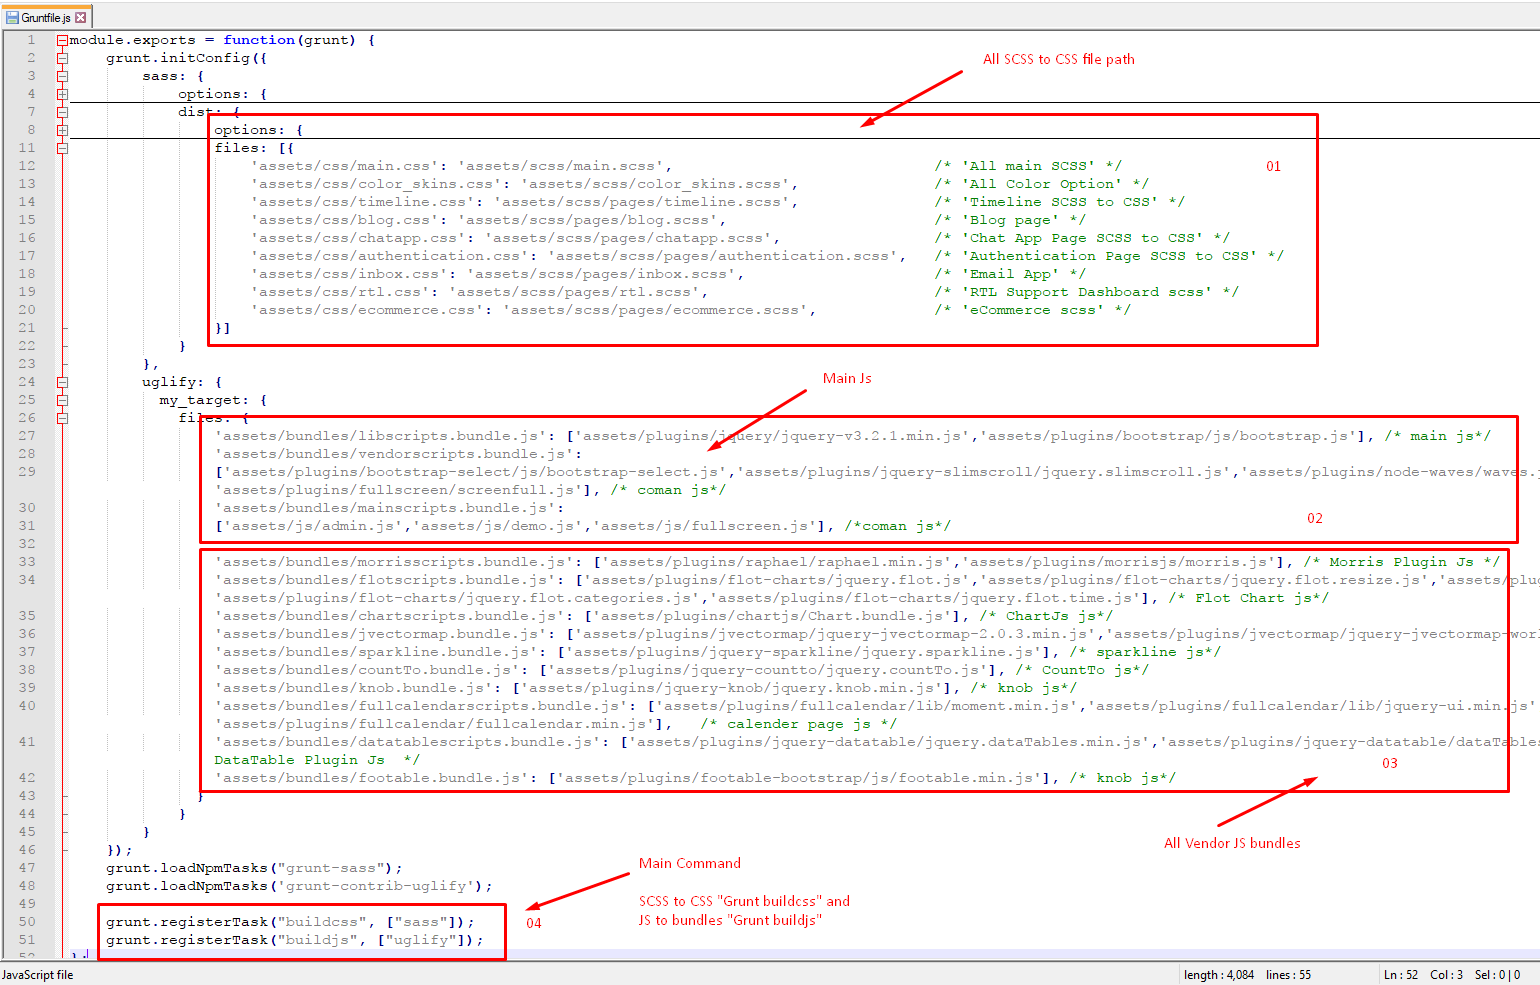 Gruntfile.js
1 module.exports = function(grunt) {
2 grunt.initConfig({
All SCSS to CSS file path
3 sass: {
4 options: {
7 dist: {
8 options: {
11 files: [{
12 'assets/css/main.css': 'assets/scss/main.scss', /* 'All main SCSS' */ 01
13 'assets/css/color_skins.css': 'assets/scss/color_skins.scss', /* 'All Color Option' */
14 'assets/css/timeline.css': 'assets/scss/pages/timeline.scss', /* 'Timeline SCSS to CSS' */
15 'assets/css/blog.css': 'assets/scss/pages/blog.scss', /* 'Blog page' */
16 'assets/css/chatapp.css': 'assets/scss/pages/chatapp.scss', /* 'Chat App Page SCSS to CSS' */
17 'assets/css/authentication.css': 'assets/scss/pages/authentication.scss', /* 'Authentication Page SCSS to CSS' */
18 'assets/css/inbox.css': 'assets/scss/pages/inbox.scss', /* 'Email App' */
19 'assets/css/rtl.css': 'assets/scss/pages/rtl.scss', /* 'RTL Support Dashboard scss' */
20 'assets/css/ecommerce.css': 'assets/scss/pages/ecommerce.scss', /* 'eCommerce scss' */
21 }]
22 }
23 },
24 uglify: {
Main Js
25 my_target: {
26 files: {
27 'assets/bundles/libscripts.bundle.js': ['assets/plugins/jquery/jquery-v3.2.1.min.js','assets/plugins/bootstrap/js/bootstrap.js'], /* main js*/
28 'assets/bundles/vendorscripts.bundle.js':
29 ['assets/plugins/bootstrap-select/js/bootstrap-select.js','assets/plugins/jquery-slimscroll/jquery.slimscroll.js','assets/plugins/node-waves/waves.j
'assets/plugins/fullscreen/screenfull.js'], /* coman js*/
30 'assets/bundles/mainscripts.bundle.js':
31 ['assets/js/admin.js','assets/js/demo.js','assets/js/fullscreen.js'], /*coman js*/
02
32
33 'assets/bundles/morrisscripts.bundle.js': ['assets/plugins/raphael/raphael.min.js','assets/plugins/morrisjs/morris.js'], /* Morris Plugin Js */
34 'assets/bundles/flotscripts.bundle.js': ['assets/plugins/flot-charts/jquery.flot.js','assets/plugins/flot-charts/jquery.flot.resize.js','assets/plug
'assets/plugins/flot-charts/jquery.flot.categories.js','assets/plugins/flot-charts/jquery.flot.time.js'], /* Flot Chart js*/
35 'assets/bundles/chartscripts.bundle.js': ['assets/plugins/chartjs/Chart.bundle.js'], /* ChartJs js*/
36 'assets/bundles/jvectormap.bundle.js': ['assets/plugins/jvectormap/jquery-jvectormap-2.0.3.min.js','assets/plugins/jvectormap/jquery-jvectormap-worl
37 'assets/bundles/sparkline.bundle.js': ['assets/plugins/jquery-sparkline/jquery.sparkline.js'], /* sparkline js*/
38 'assets/bundles/countTo.bundle.js': ['assets/plugins/jquery-countto/jquery.countTo.js'], /* CountTo js*/
39 'assets/bundles/knob.bundle.js': ['assets/plugins/jquery-knob/jquery.knob.min.js'], /* knob js*/
40 'assets/bundles/fullcalendarscripts.bundle.js': ['assets/plugins/fullcalendar/lib/moment.min.js','assets/plugins/fullcalendar/lib/jquery-ui.min.js'
'assets/plugins/fullcalendar/fullcalendar.min.js'], /* calender page js */
41 'assets/bundles/datatablescripts.bundle.js': ['assets/plugins/jquery-datatable/jquery.dataTables.min.js','assets/plugins/jquery-datatable/dataTables
DataTable Plugin Js */
03
42 'assets/bundles/footable.bundle.js': ['assets/plugins/footable-bootstrap/js/footable.min.js'], /* knob js*/
43 }
44 }
45 }
All Vendor JS bundles
46 });
47 grunt.loadNpmTasks("grunt-sass");
Main Command
48 grunt.loadNpmTasks('grunt-contrib-uglify');
49
SCSS to CSS "Grunt buildcss" and
50 grunt.registerTask("buildcss", ["sass"]);
04
JS to bundles "Grunt buildjs"
51 grunt.registerTask("buildjs", ["uglify"]);
52 };
JavaScript file length : 4,084 lines : 55 Ln : 52 Col : 3 Sel : 0 | 0